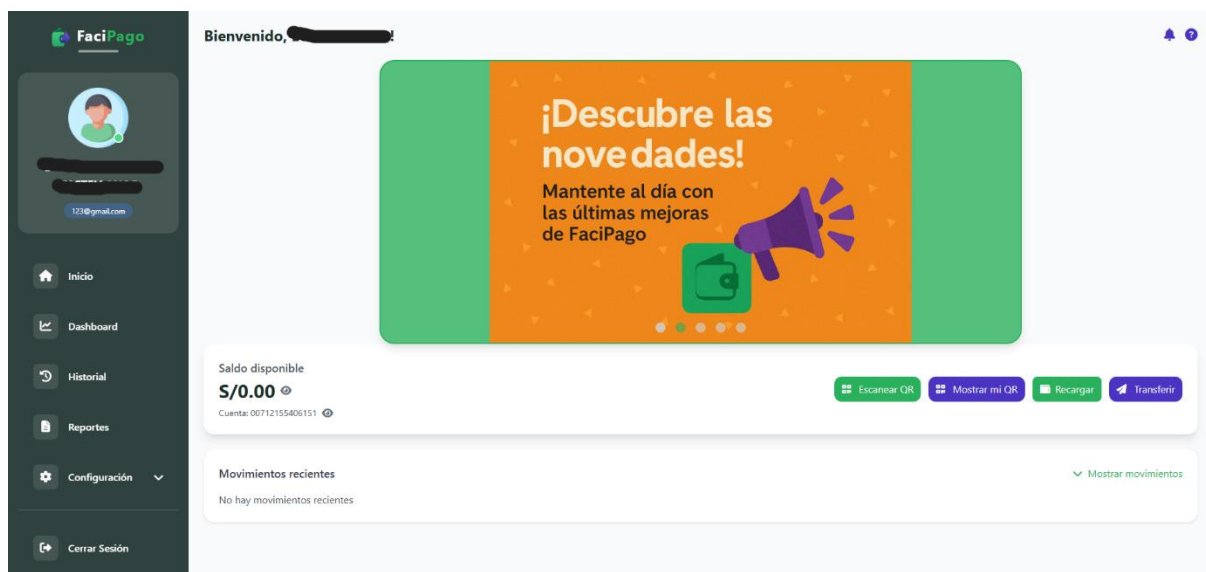 FaciPago
Bienvenido, !
123@gmail.com
Inicio
Dashboard
Historial
Reportes
Configuración
Cerrar Sesión
¡Descubre las
nove dades!
Mantente al día con
las últimas mejoras
de FaciPago
Saldo disponible
S/0.00
Cuenta: 00712155406151
Escanear QR
Mostrar mi QR
Recargar
Transferir
Movimientos recientes
Mostrar movimientos
No hay movimientos recientes